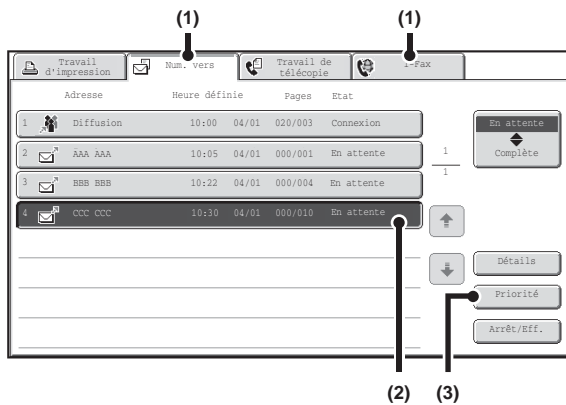 (1) (1)
Travail d'impression
Num. vers
Travail de télécopie
I-Fax
Adresse Heure définie Pages Etat
1 Diffusion 10:00 04/01 020/003 Connexion
2 AAA AAA 10:05 04/01 000/001 En attente
3 BBB BBB 10:22 04/01 000/004 En attente
4 CCC CCC 10:30 04/01 000/010 En attente
1
1
En attente
Complète
Détails
Priorité
Arrêt/Eff.
(2) (3)